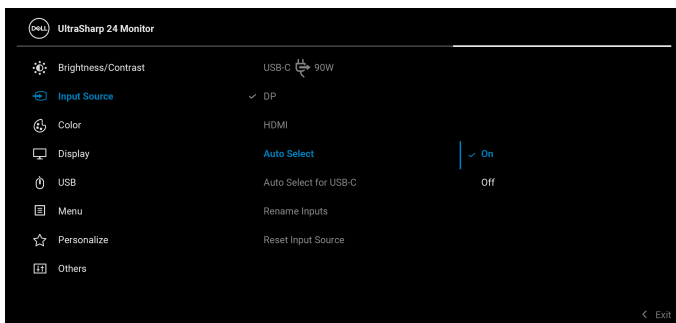 DELL UltraSharp 24 Monitor
Brightness/Contrast USB-C 90W
Input Source DP
Color HDMI
Display Auto Select On
USB Auto Select for USB-C Off
Menu Rename Inputs
Personalize Reset Input Source
Others
Exit